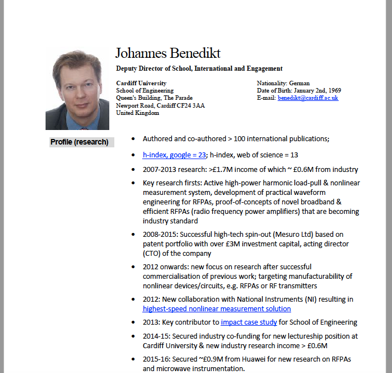 Johannes Benedikt
Deputy Director of School, International and Engagement
Cardiff University
School of Engineering
Queen's Building, The Parade
Newport Road, Cardiff CF24 3AA
United Kingdom
Nationality: German
Date of Birth: January 2nd, 1969
E-mail: benedikt@cardiff.ac.uk
Profile (research)
• Authored and co-authored > 100 international publications;
• h-index, google = 23; h-index, web of science = 13
• 2007-2013 research: >£1.7M income of which ~ £0.6M from industry
• Key research firsts: Active high-power harmonic load-pull & nonlinear
measurement system, development of practical waveform
engineering for RFPAs, proof-of-concepts of novel broadband &
efficient RFPAs (radio frequency power amplifiers) that are becoming
industry standard
• 2008-2015: Successful high-tech spin-out (Mesuro Ltd) based on
patent portfolio with over £3M investment capital, acting director
(CTO) of the company
• 2012 onwards: new focus on research after successful
commercialisation of previous work; targeting manufacturability of
nonlinear devices/circuits, e.g. RFPAs or RF transmitters
• 2012: New collaboration with National Instruments (NI) resulting in
highest-speed nonlinear measurement solution
• 2013: Key contributor to impact case study for School of Engineering
• 2014-15: Secured industry co-funding for new lectureship position at
Cardiff University & new industry research income > £0.6M
• 2015-16: Secured ~£0.9M from Huawei for new research on RFPAs
and microwave instrumentation.